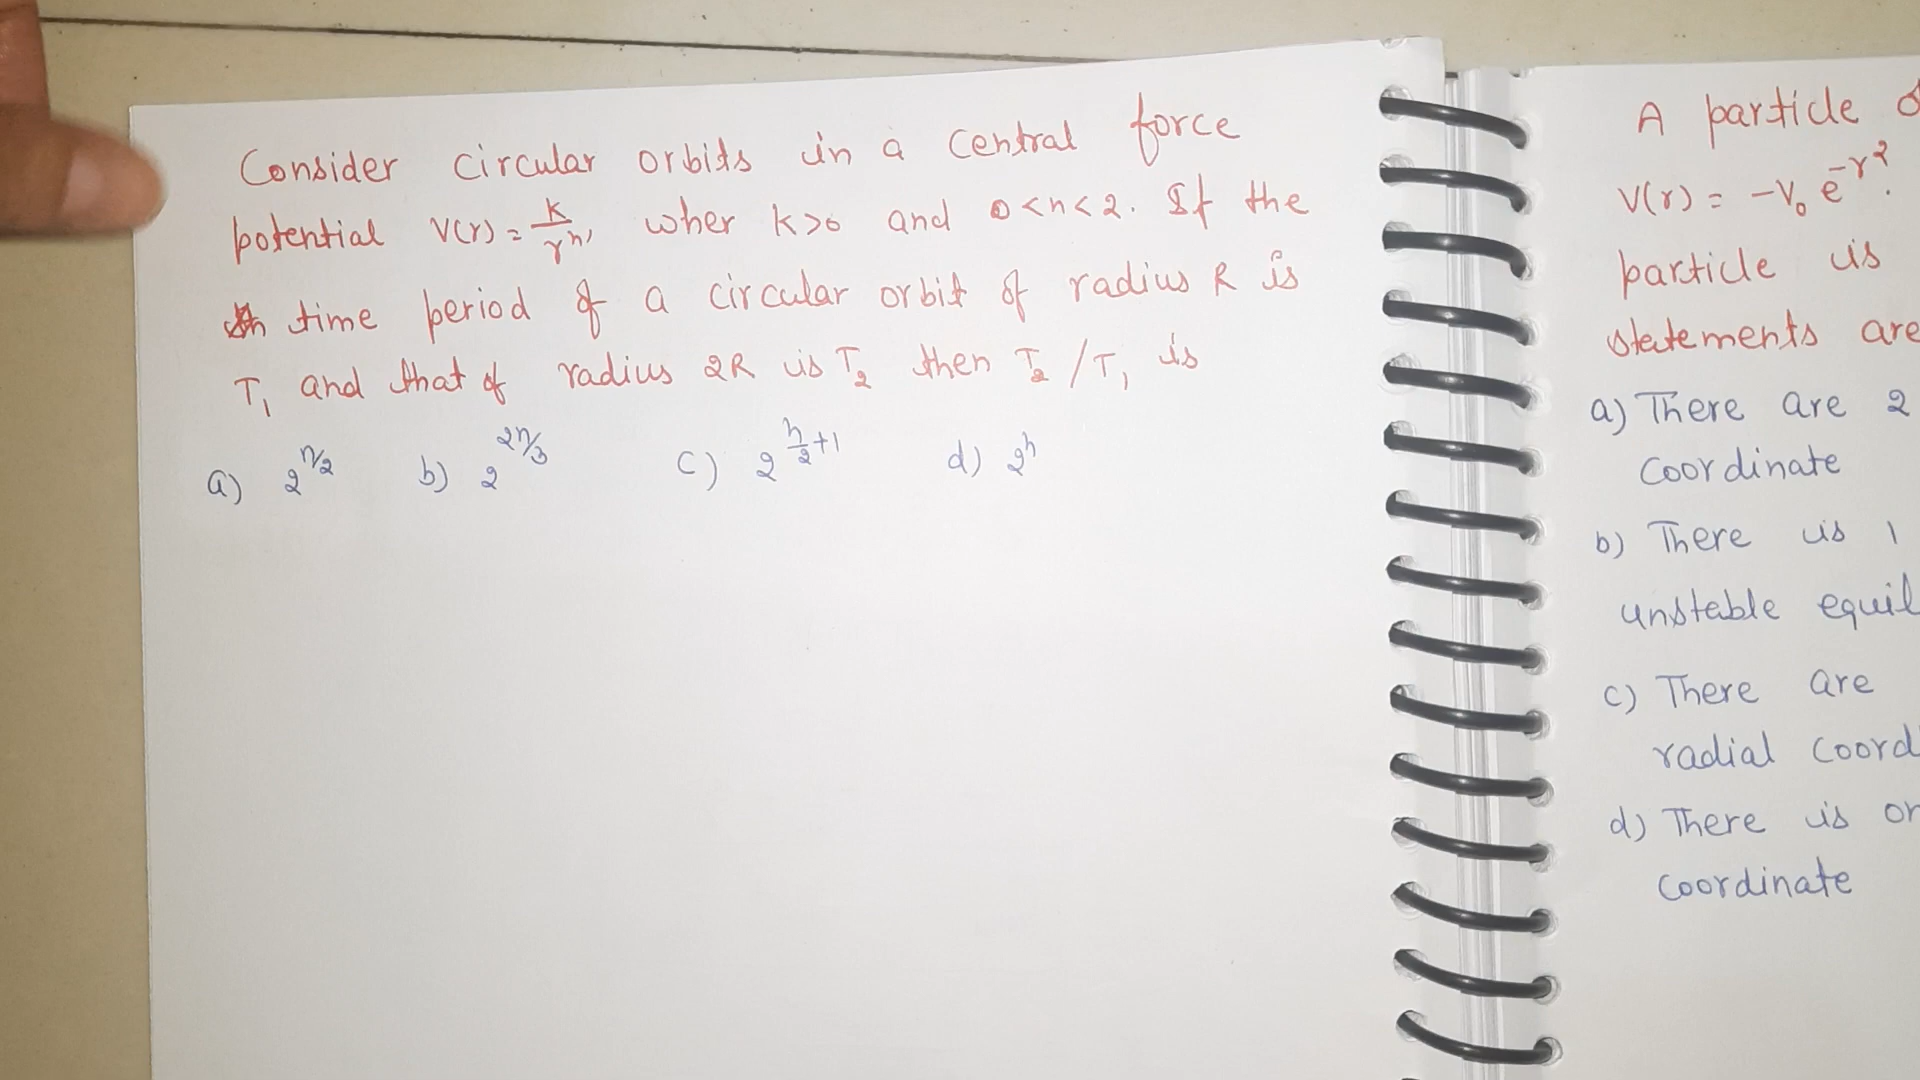 Consider circular orbits in a central force
potential V(r) = k/rⁿ, wher k>0 and 0<n<2. If the
time period of a circular orbit of radius R is
T₁ and that of radius 2R is T₂ then T₂/T₁ is
a) 2^(n/2) b) 2^(2n/3) c) 2^(n/2+1) d) 2ⁿ
A particle
V(r) = -V₀ e^(-r²).
particle is
statements are
a) There are 2
coordinate
b) There is 1
unstable equil
c) There are
radial coordi
d) There is
coordinate